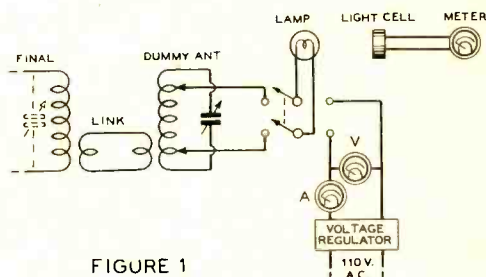 LAMP
LIGHT CELL
METER
FINAL
DUMMY ANT
LINK
V
A
VOLTAGE
REGULATOR
110 V.
A.C.
FIGURE 1